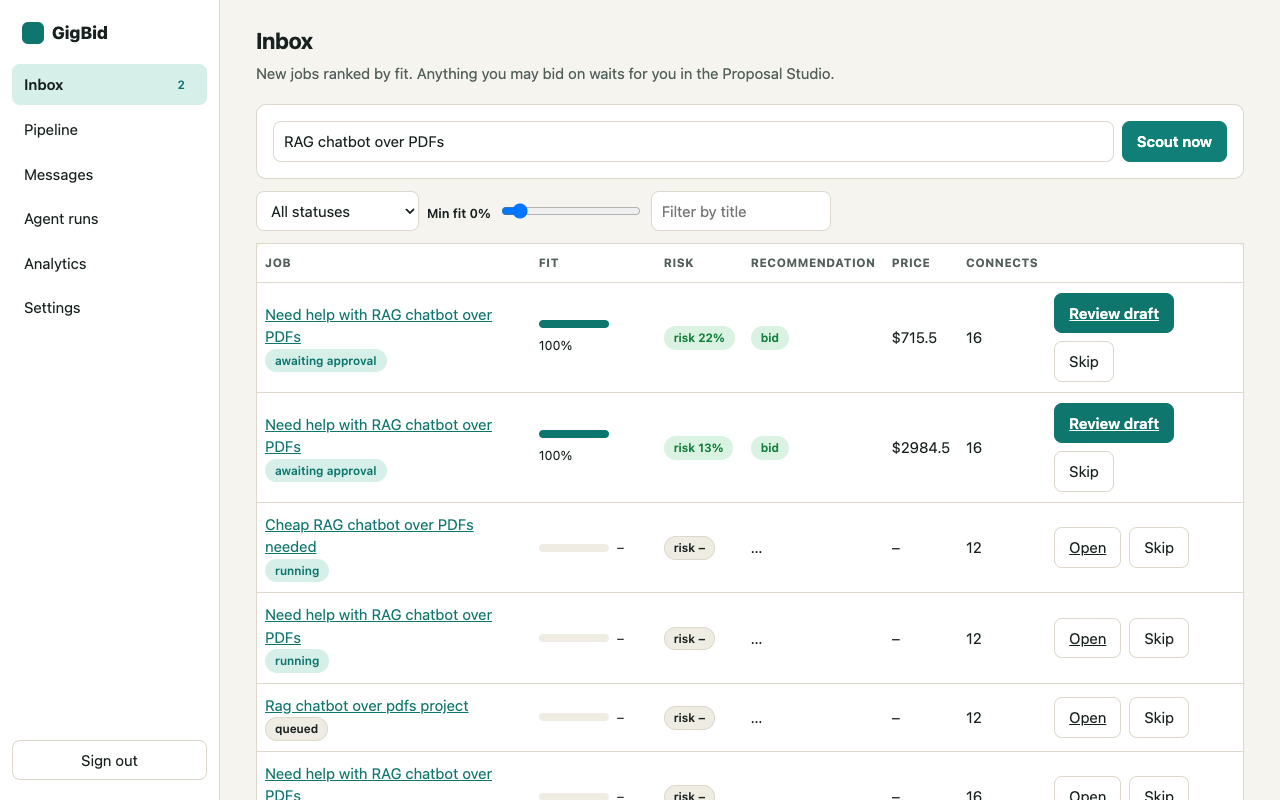 GigBid
Inbox 2
Pipeline
Messages
Agent runs
Analytics
Settings
Sign out
Inbox
New jobs ranked by fit. Anything you may bid on waits for you in the Proposal Studio.
RAG chatbot over PDFs
Scout now
All statuses
Min fit 0%
Filter by title
JOB FIT RISK RECOMMENDATION PRICE CONNECTS
Need help with RAG chatbot over
PDFs
awaiting approval
100%
risk 22%
bid
$715.5
16
Review draft
Skip
Need help with RAG chatbot over
PDFs
awaiting approval
100%
risk 13%
bid
$2984.5
16
Review draft
Skip
Cheap RAG chatbot over PDFs
needed
running
–
risk –
...
–
12
Open
Skip
Need help with RAG chatbot over
PDFs
running
–
risk –
...
–
12
Open
Skip
Rag chatbot over pdfs project
queued
–
risk –
...
–
12
Open
Skip
Need help with RAG chatbot over
PDFs
–
risk –
...
–
16
Open
Skip